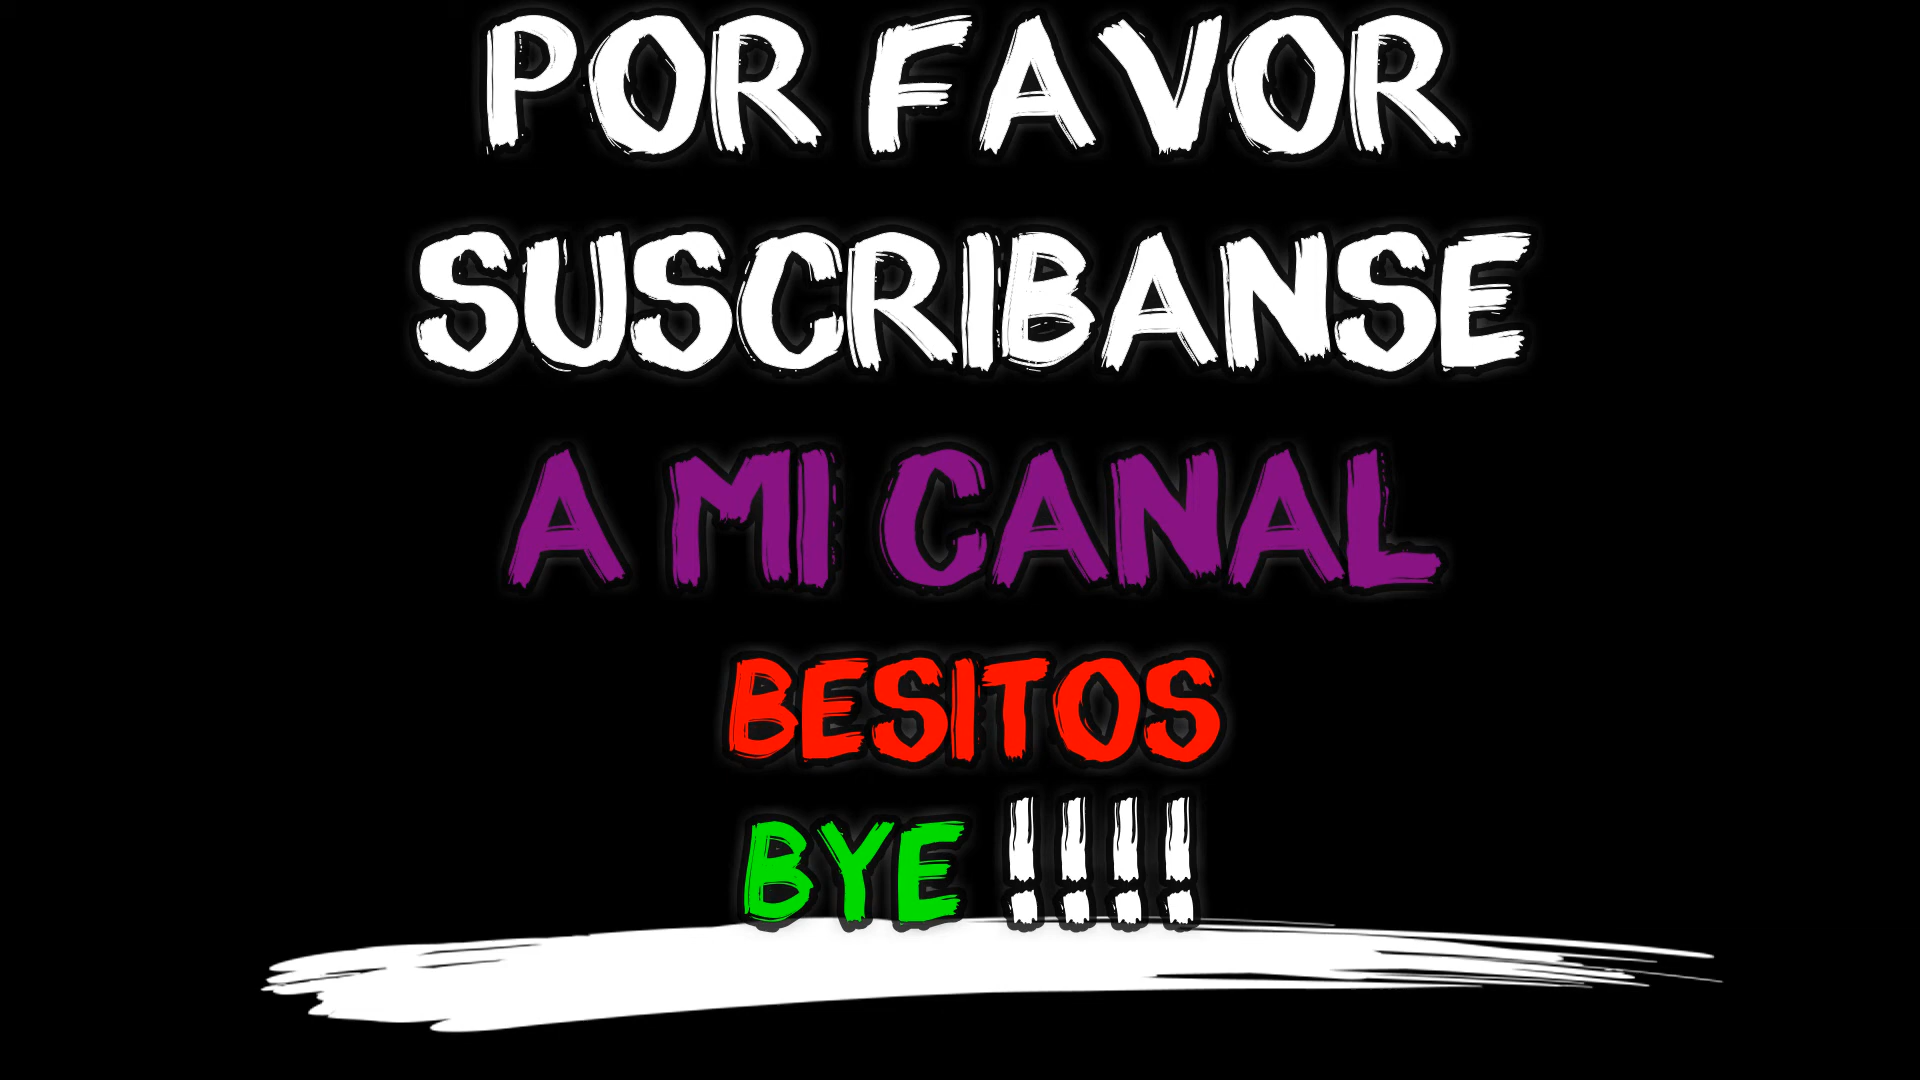 POR FAVOR
SUSCRIBANSE
A MI CANAL
BESITOS
BYE !!!!